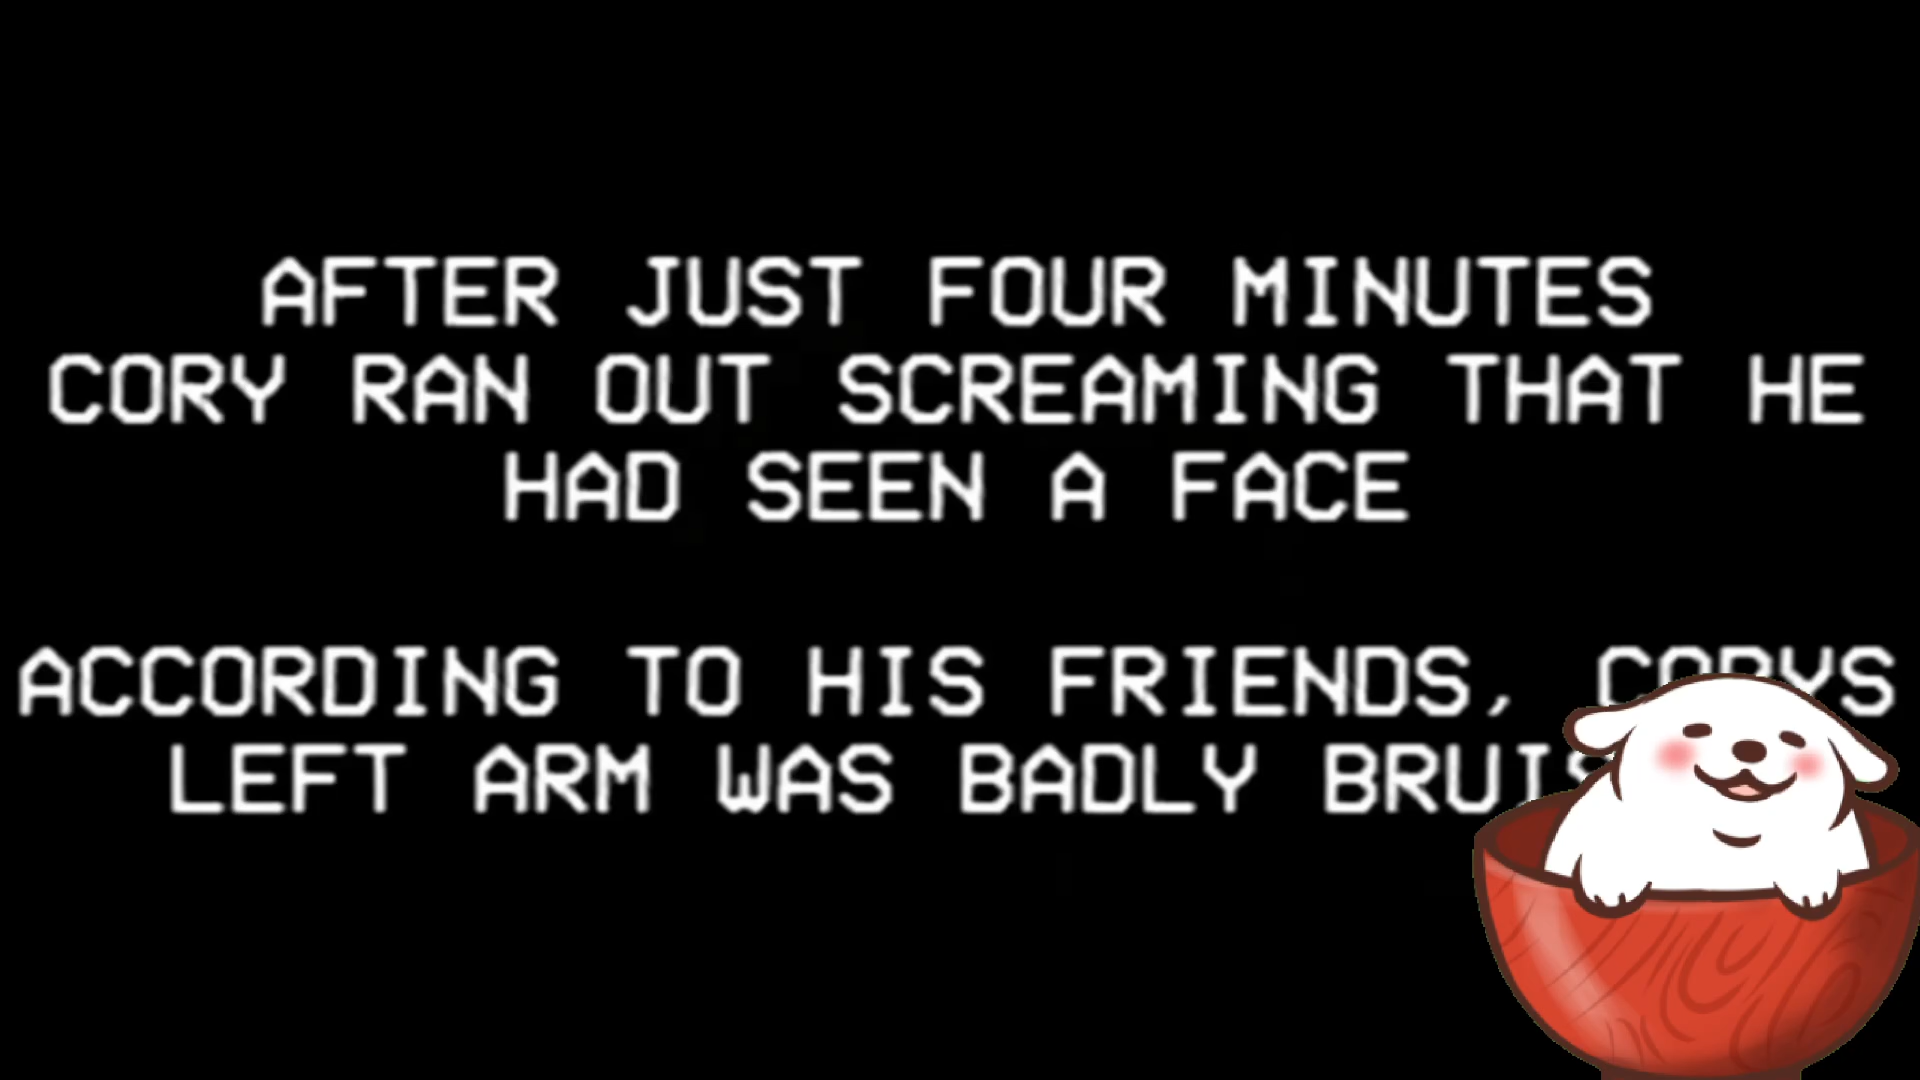 AFTER JUST FOUR MINUTES
CORY RAN OUT SCREAMING THAT HE
HAD SEEN A FACE
ACCORDING TO HIS FRIENDS, CORYS
LEFT ARM WAS BADLY